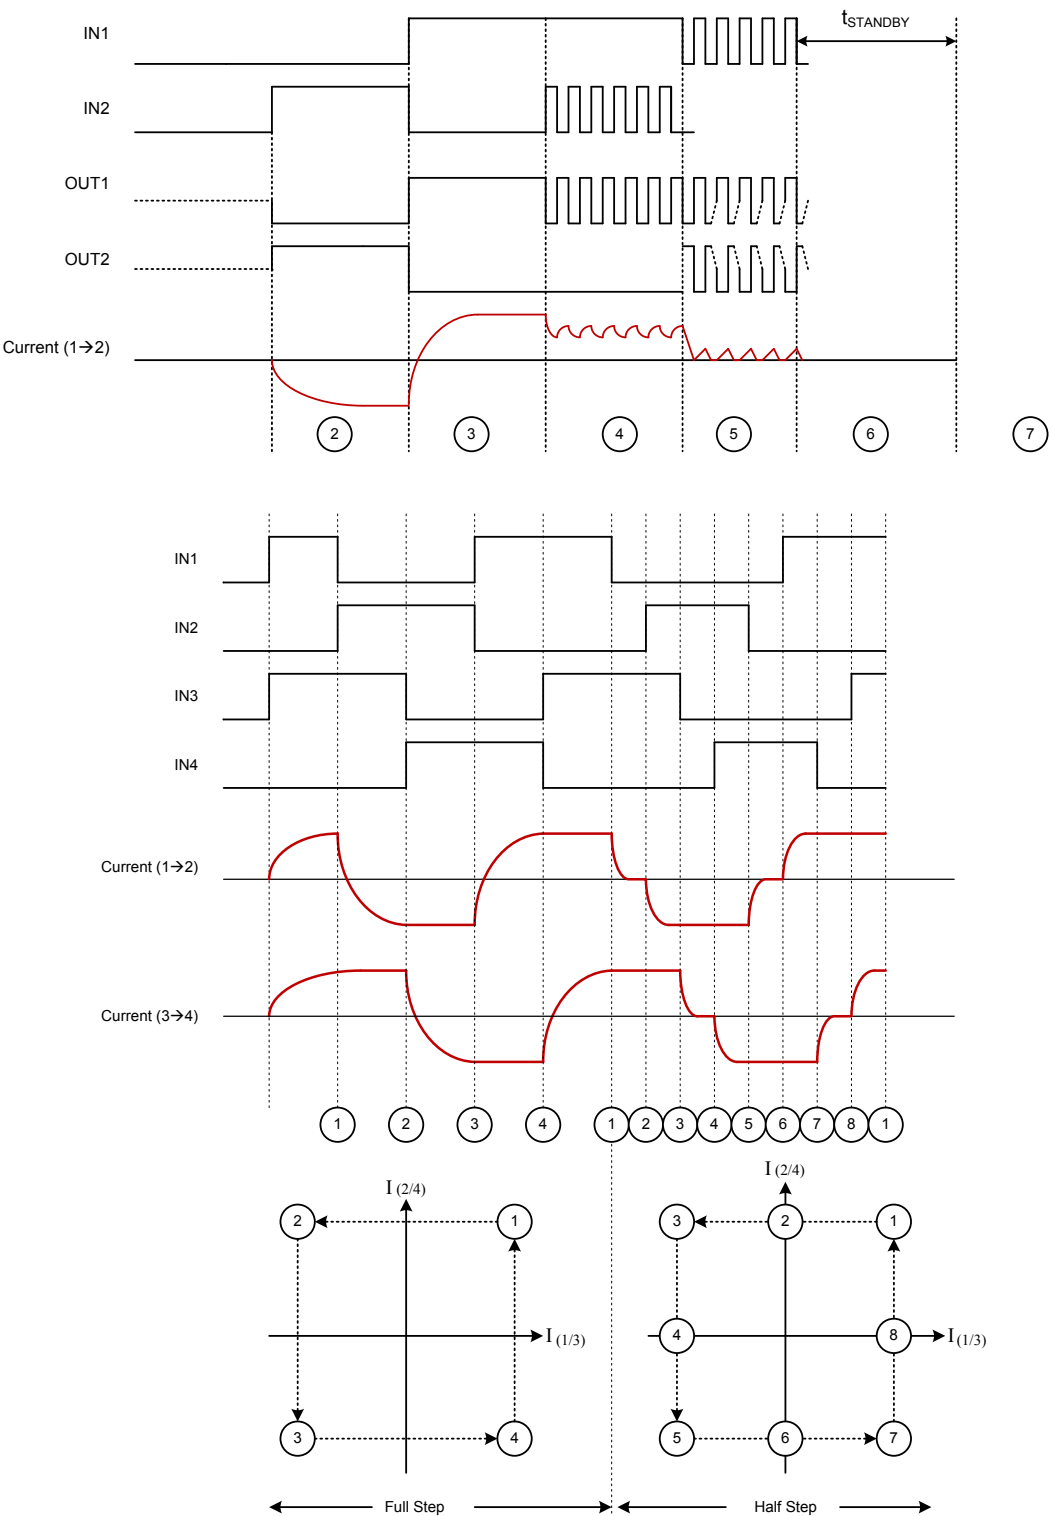 IN1
t_STANDBY
IN2
OUT1
OUT2
Current (1→2)
2 3 4 5 6 7
IN1
IN2
IN3
IN4
Current (1→2)
Current (3→4)
1 2 3 4 1 2 3 4 5 6 7 8 1
I (2/4)
I (2/4)
2 1
3 2 1
I (1/3)
4 8
I (1/3)
3 4
5 6 7
Full Step
Half Step